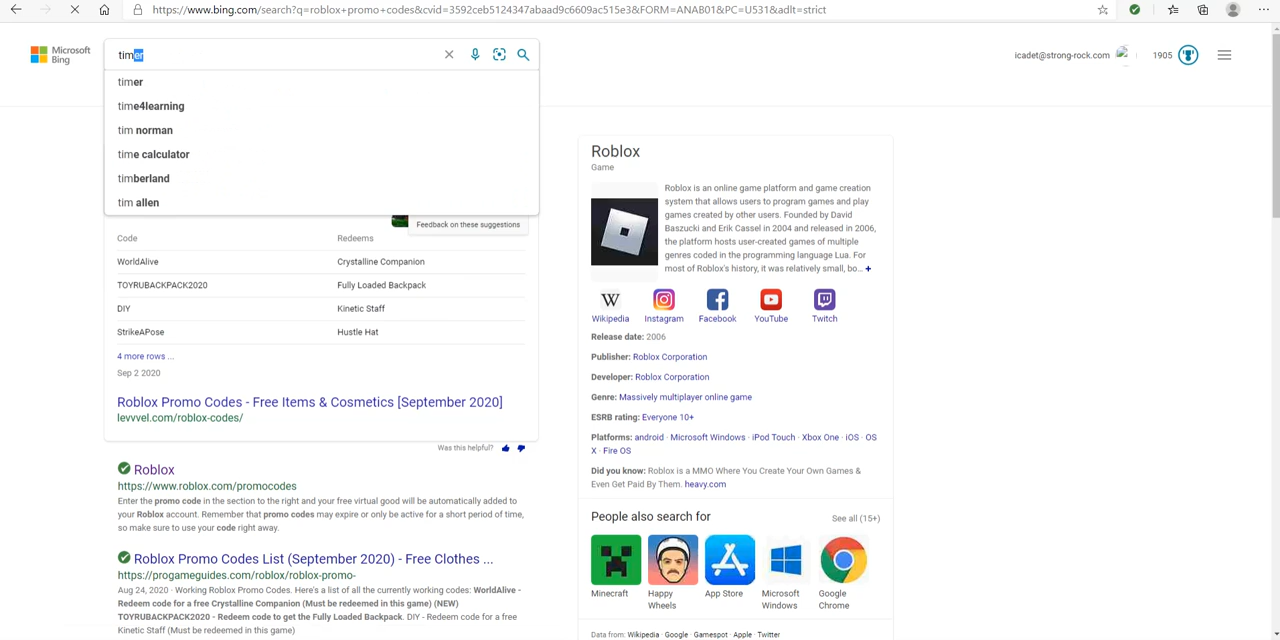 https://www.bing.com/search?q=roblox+promo+codes&cvid=3592ceb5124347abaad9c6609ac515e3&FORM=ANAB01&PC=U531&adlt=strict
Microsoft
Bing
timer
icadet@strong-rock.com
1905
timer
time4learning
tim norman
time calculator
timberland
tim allen
Feedback on these suggestions
Code Redeems
WorldAlive Crystalline Companion
TOYRUBACKPACK2020 Fully Loaded Backpack
DIY Kinetic Staff
StrikeAPose Hustle Hat
4 more rows ...
Sep 2 2020
Roblox Promo Codes - Free Items & Cosmetics [September 2020]
levvvel.com/roblox-codes/
Was this helpful?
Roblox
https://www.roblox.com/promocodes
Enter the promo code in the section to the right and your free virtual good will be automatically added to
your Roblox account. Remember that promo codes may expire or only be active for a short period of time,
so make sure to use your code right away.
Roblox Promo Codes List (September 2020) - Free Clothes ...
https://progameguides.com/roblox/roblox-promo-
Aug 24, 2020 · Working Roblox Promo Codes. Here's a list of all the currently working codes: WorldAlive -
Redeem code for a free Crystalline Companion (Must be redeemed in this game) (NEW)
TOYRUBACKPACK2020 - Redeem code to get the Fully Loaded Backpack. DIY - Redeem code for a free
Kinetic Staff (Must be redeemed in this game)
Roblox
Game
Roblox is an online game platform and game creation
system that allows users to program games and play
games created by other users. Founded by David
Baszucki and Erik Cassel in 2004 and released in 2006,
the platform hosts user-created games of multiple
genres coded in the programming language Lua. For
most of Roblox's history, it was relatively small, bo... +
W
Wikipedia Instagram Facebook YouTube Twitch
Release date: 2006
Publisher: Roblox Corporation
Developer: Roblox Corporation
Genre: Massively multiplayer online game
ESRB rating: Everyone 10+
Platforms: android · Microsoft Windows · iPod Touch · Xbox One · iOS · OS
X · Fire OS
Did you know: Roblox is a MMO Where You Create Your Own Games &
Even Get Paid By Them. heavy.com
People also search for
See all (15+)
Minecraft
Happy
Wheels
App Store
Microsoft
Windows
Google
Chrome
Data from: Wikipedia · Google · Gamespot · Apple · Twitter